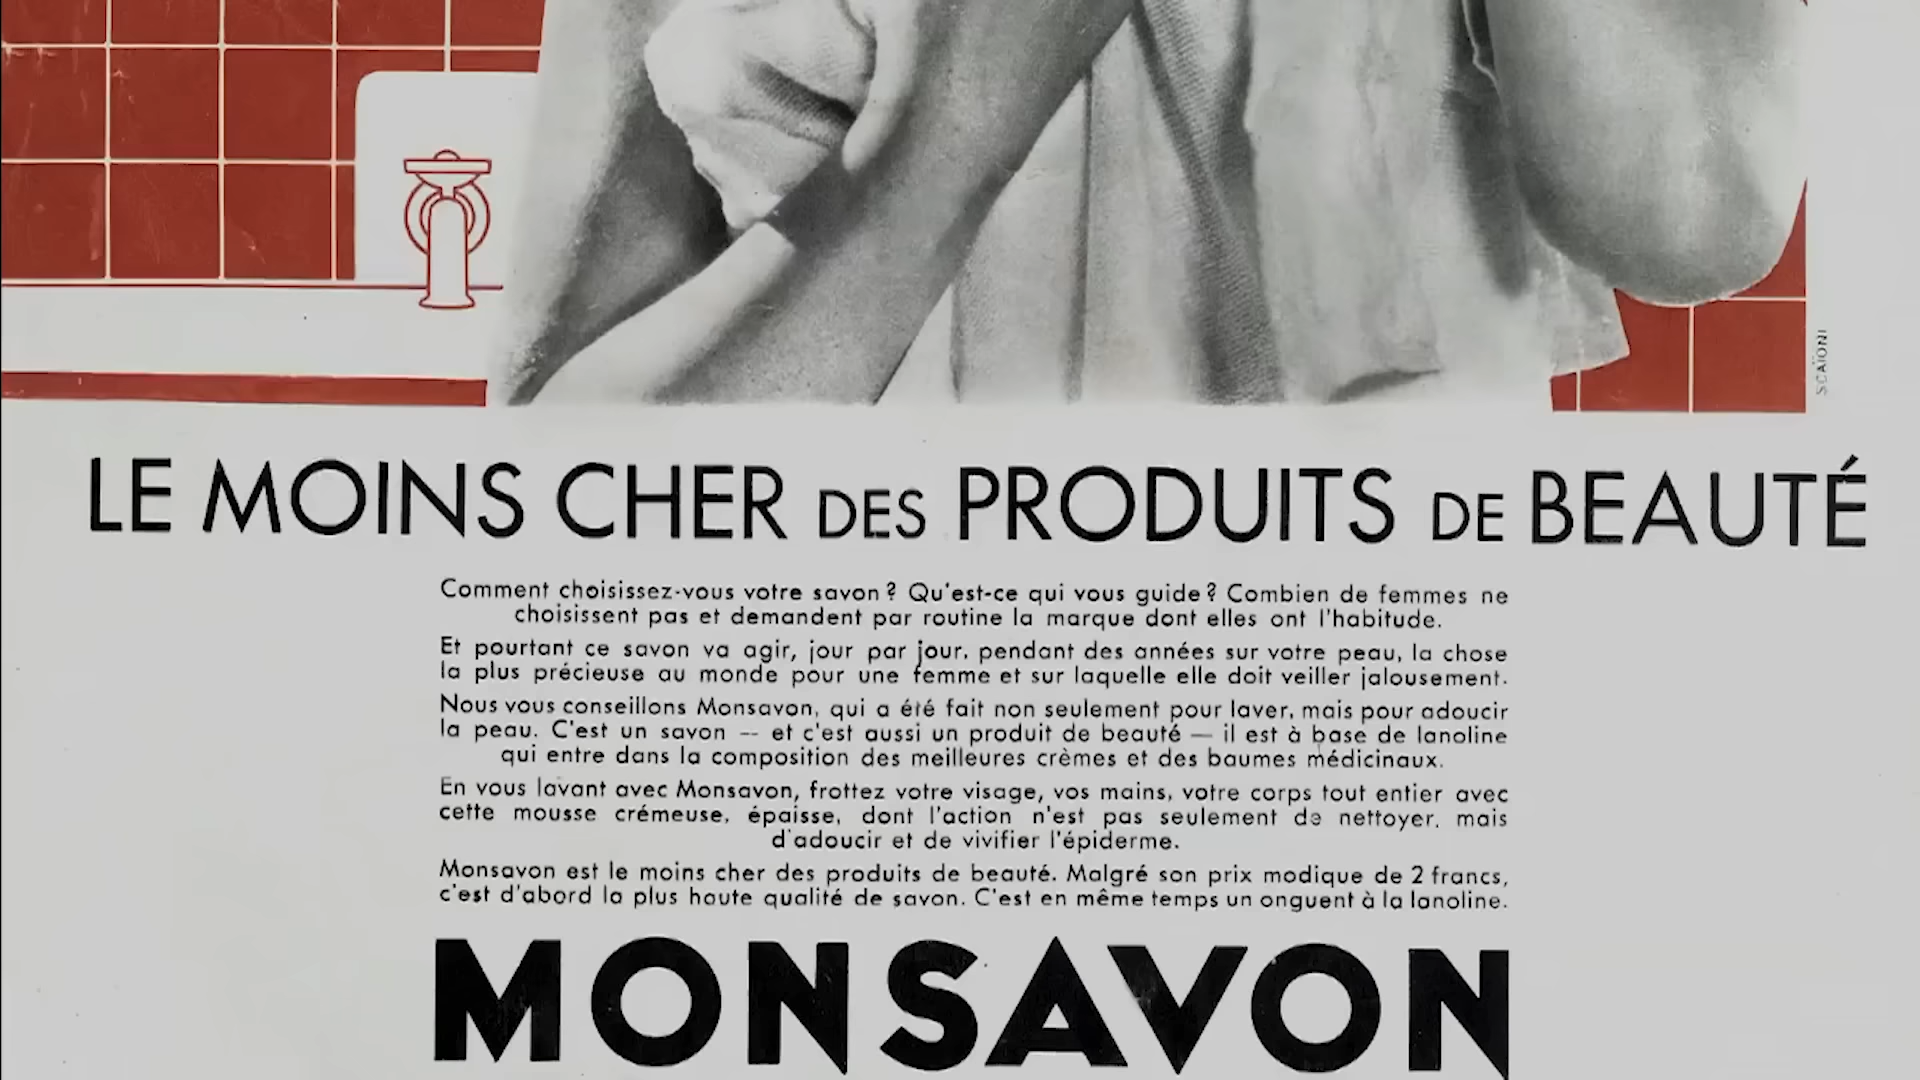 SCAÏONI
LE MOINS CHER DES PRODUITS DE BEAUTÉ
Comment choisissez-vous votre savon ? Qu'est-ce qui vous guide ? Combien de femmes ne
choisissent pas et demandent par routine la marque dont elles ont l'habitude.
Et pourtant ce savon va agir, jour par jour, pendant des années sur votre peau, la chose
la plus précieuse au monde pour une femme et sur laquelle elle doit veiller jalousement.
Nous vous conseillons Monsavon, qui a été fait non seulement pour laver, mais pour adoucir
la peau. C'est un savon — et c'est aussi un produit de beauté — il est à base de lanoline
qui entre dans la composition des meilleures crèmes et des baumes médicinaux.
En vous lavant avec Monsavon, frottez votre visage, vos mains, votre corps tout entier avec
cette mousse crémeuse, épaisse, dont l'action n'est pas seulement de nettoyer, mais
d'adoucir et de vivifier l'épiderme.
Monsavon est le moins cher des produits de beauté. Malgré son prix modique de 2 francs,
c'est d'abord la plus haute qualité de savon. C'est en même temps un onguent à la lanoline.
MONSAVON